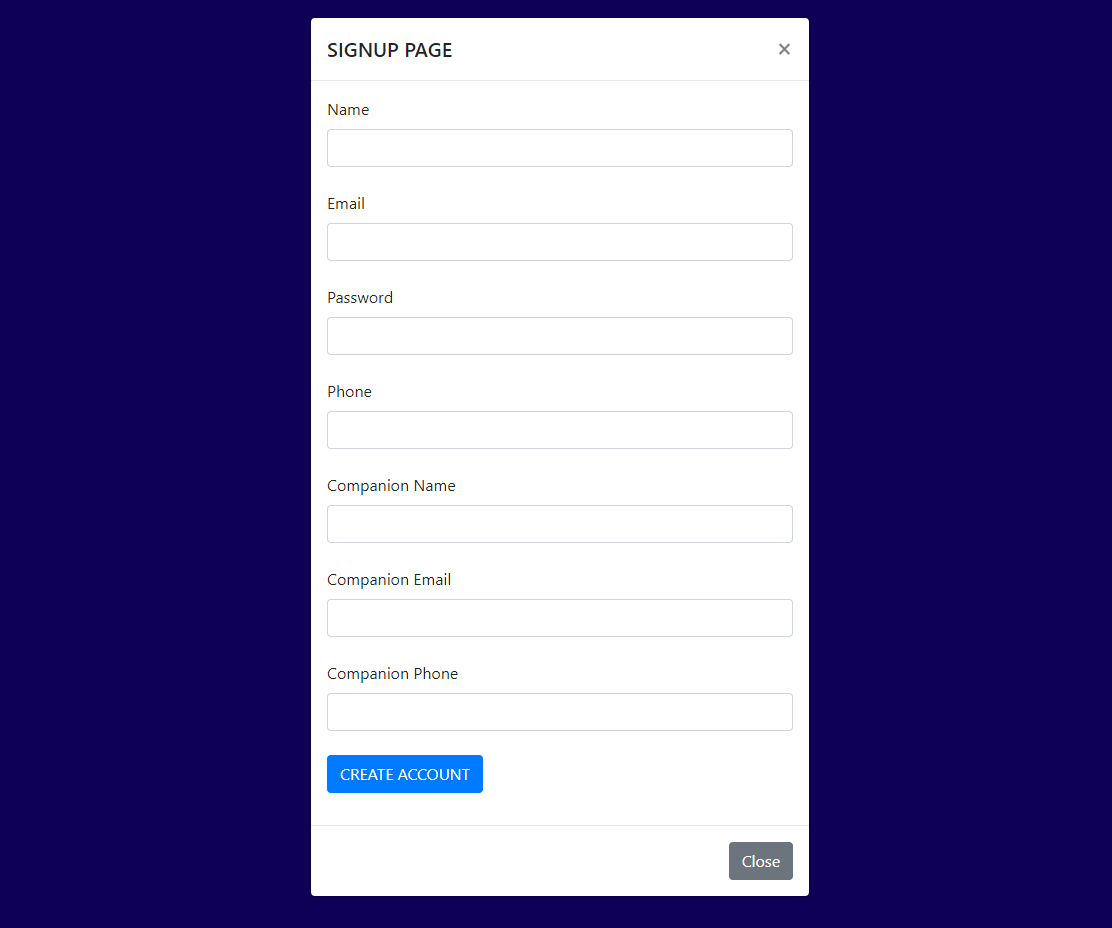 SIGNUP PAGE ×
Name
Email
Password
Phone
Companion Name
Companion Email
Companion Phone
CREATE ACCOUNT
Close